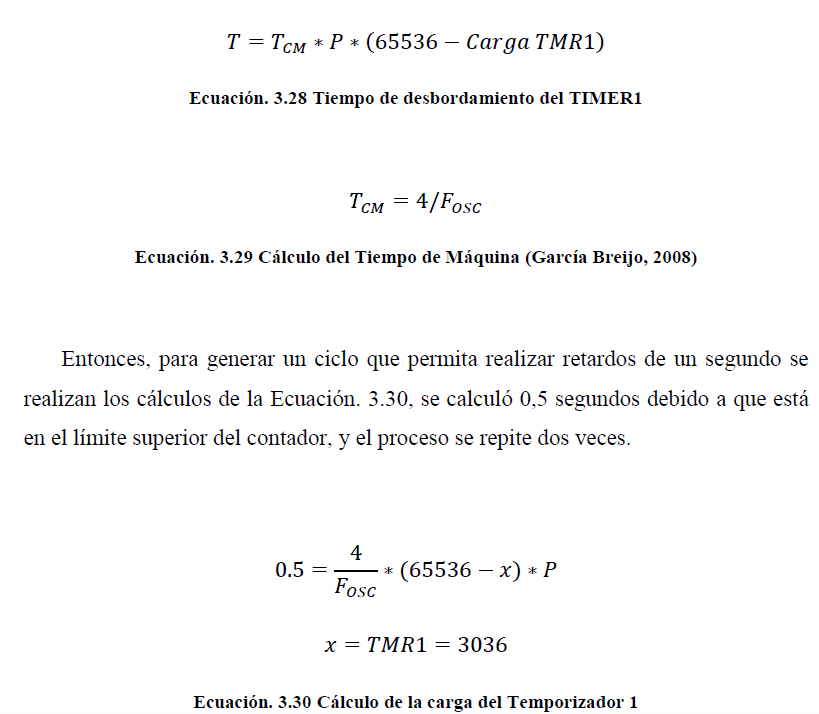 T = T_CM * P * (65536 − Carga TMR1)
Ecuación. 3.28 Tiempo de desbordamiento del TIMER1
T_CM = 4/F_OSC
Ecuación. 3.29 Cálculo del Tiempo de Máquina (García Breijo, 2008)
Entonces, para generar un ciclo que permita realizar retardos de un segundo se
realizan los cálculos de la Ecuación. 3.30, se calculó 0,5 segundos debido a que está
en el límite superior del contador, y el proceso se repite dos veces.
0.5 = 4/F_OSC * (65536 − x) * P
x = TMR1 = 3036
Ecuación. 3.30 Cálculo de la carga del Temporizador 1